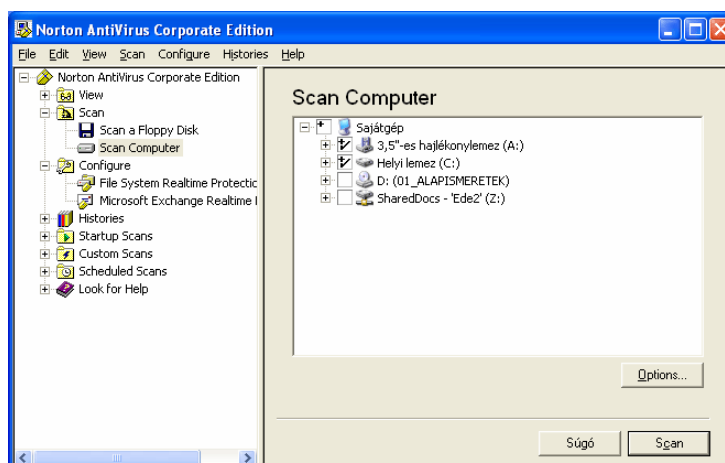 Norton AntiVirus Corporate Edition
File Edit View Scan Configure Histories Help
Norton AntiVirus Corporate Edition
View
Scan
Scan a Floppy Disk
Scan Computer
Configure
File System Realtime Protectic
Microsoft Exchange Realtime
Histories
Startup Scans
Custom Scans
Scheduled Scans
Look for Help
Scan Computer
Sajátgép
3,5"-es hajlékonylemez (A:)
Helyi lemez (C:)
D: (01_ALAPISMERETEK)
SharedDocs - 'Ede2' (Z:)
Options...
Súgó
Scan